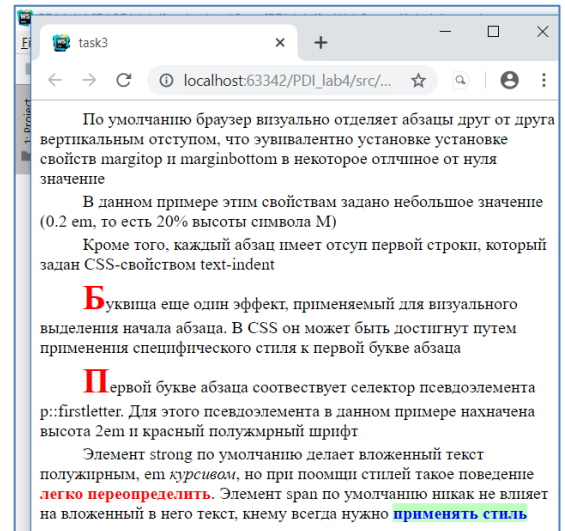 task3
localhost:63342/PDI_lab4/src/...
1: Project
По умолчанию браузер визуально отделяет абзацы друг от друга
вертикальным отступом, что эувивалентно установке установке
свойств margitop и marginbottom в некоторое отлчиное от нуля
значение
В данном примере этим свойствам задано небольшое значение
(0.2 em, то есть 20% высоты символа М)
Кроме того, каждый абзац имеет отсуп первой строки, который
задан CSS-свойством text-indent
Буквица еще один эффект, применяемый для визуального
выделения начала абзаца. В CSS он может быть достигнут путем
применения специфического стиля к первой букве абзаца
Первой букве абзаца соотвествует селектор псевдоэлемента
p::firstletter. Для этого псевдоэлемента в данном примере нахначена
высота 2em и красный полужмрный шрифт
Элемент strong по умолчанию делает вложенный текст
полужирным, em курсивом, но при поомщи стилей такое поведение
легко переопределить. Элемент span по умолчанию никак не влияет
на вложенный в него текст, кнему всегда нужно применять стиль